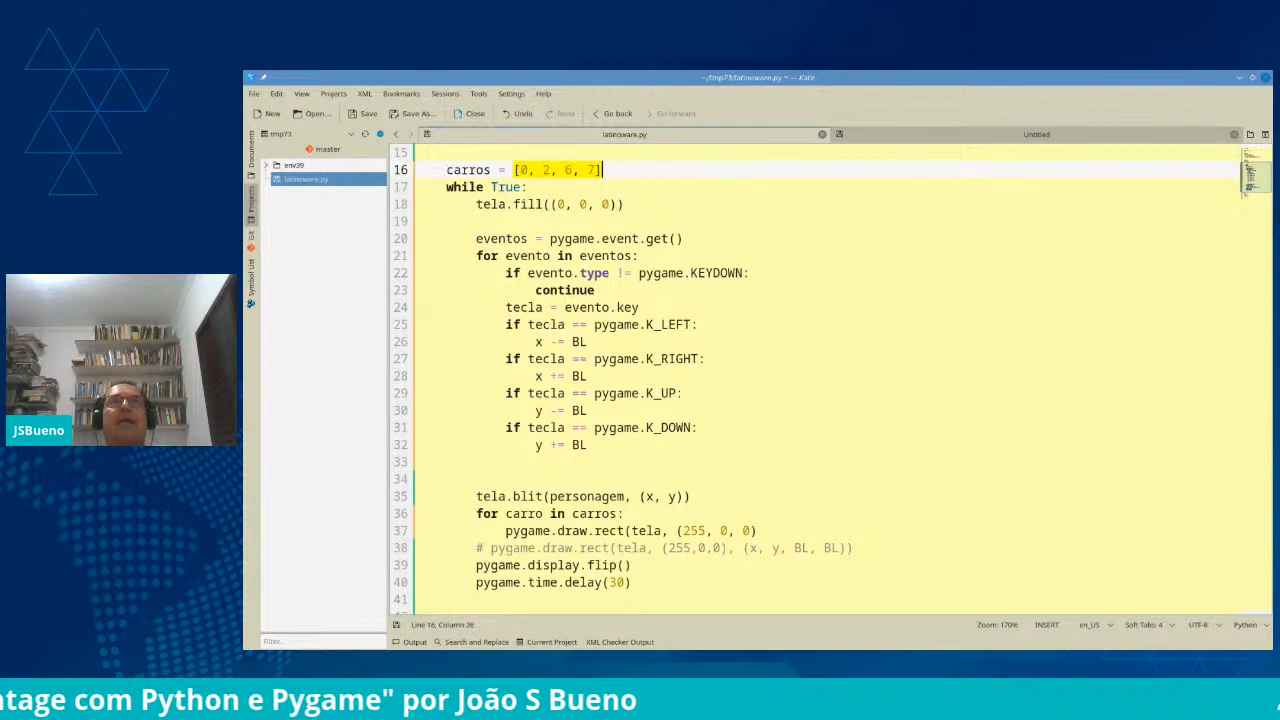 ~/tmp73/latinoware.py * — Kate
File Edit View Projects XML Bookmarks Sessions Tools Settings Help
New Open... Save Save As... Close Undo Redo Go back Go forward
tmp73
latinoware.py
Untitled
master
env39
latinoware.py
Documents
Projects
Git
Symbol List
15
16 carros = [0, 2, 6, 7]
17 while True:
18 tela.fill((0, 0, 0))
19
20 eventos = pygame.event.get()
21 for evento in eventos:
22 if evento.type != pygame.KEYDOWN:
23 continue
24 tecla = evento.key
25 if tecla == pygame.K_LEFT:
26 x -= BL
27 if tecla == pygame.K_RIGHT:
28 x += BL
29 if tecla == pygame.K_UP:
30 y -= BL
31 if tecla == pygame.K_DOWN:
32 y += BL
33
34
35 tela.blit(personagem, (x, y))
36 for carro in carros:
37 pygame.draw.rect(tela, (255, 0, 0)
38 # pygame.draw.rect(tela, (255,0,0), (x, y, BL, BL))
39 pygame.display.flip()
40 pygame.time.delay(30)
41
JSBueno
Filter...
Line 16, Column 26
Zoom: 170% INSERT en_US Soft Tabs: 4 UTF-8 Python
Output Search and Replace Current Project XML Checker Output
ntage com Python e Pygame" por João S Bueno